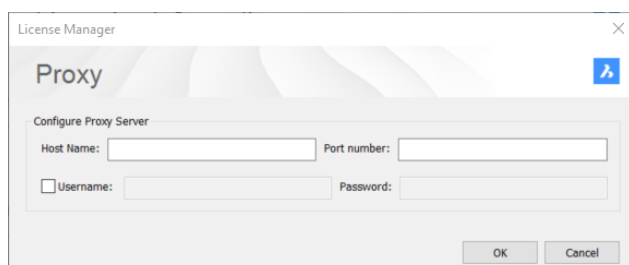 License Manager
Proxy
Configure Proxy Server
Host Name: Port number:
Username: Password:
OK Cancel